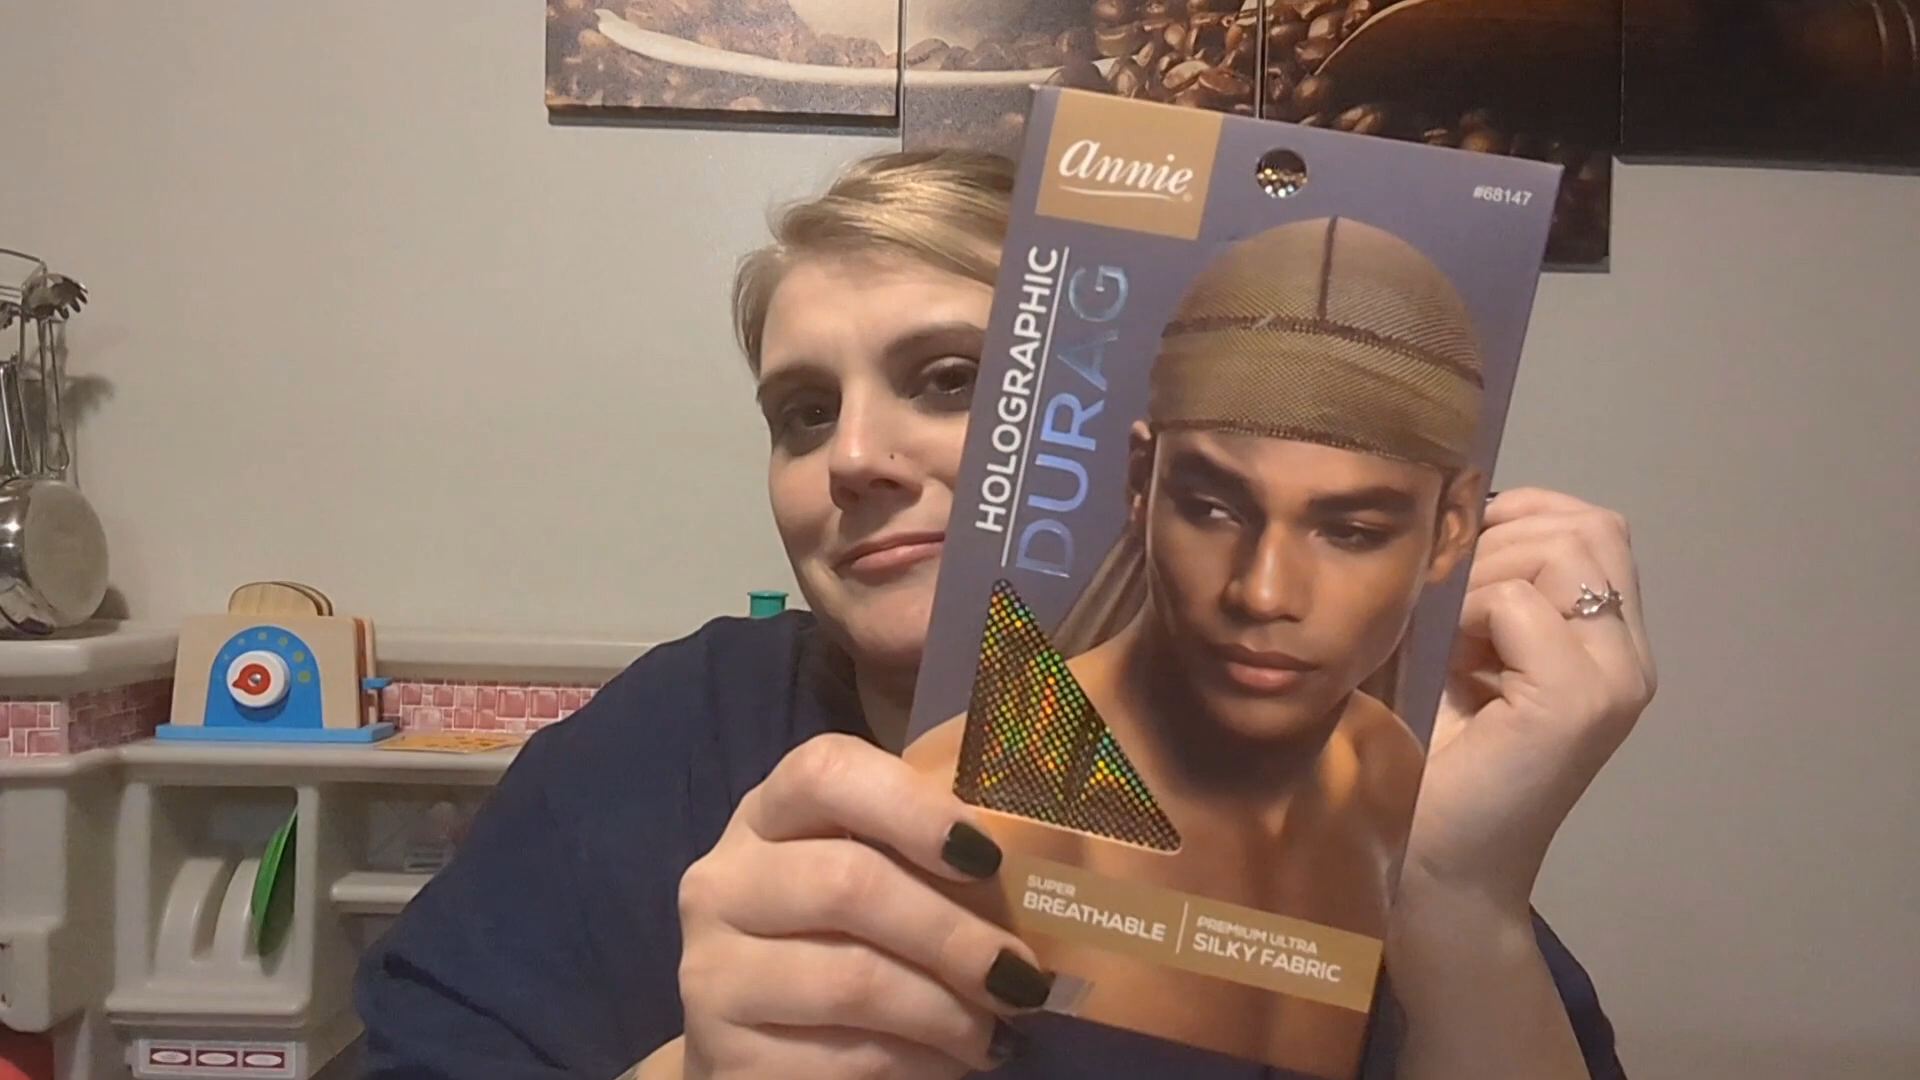 annie
#68147
HOLOGRAPHIC
DURAG
SUPER
BREATHABLE
PREMIUM ULTRA
SILKY FABRIC